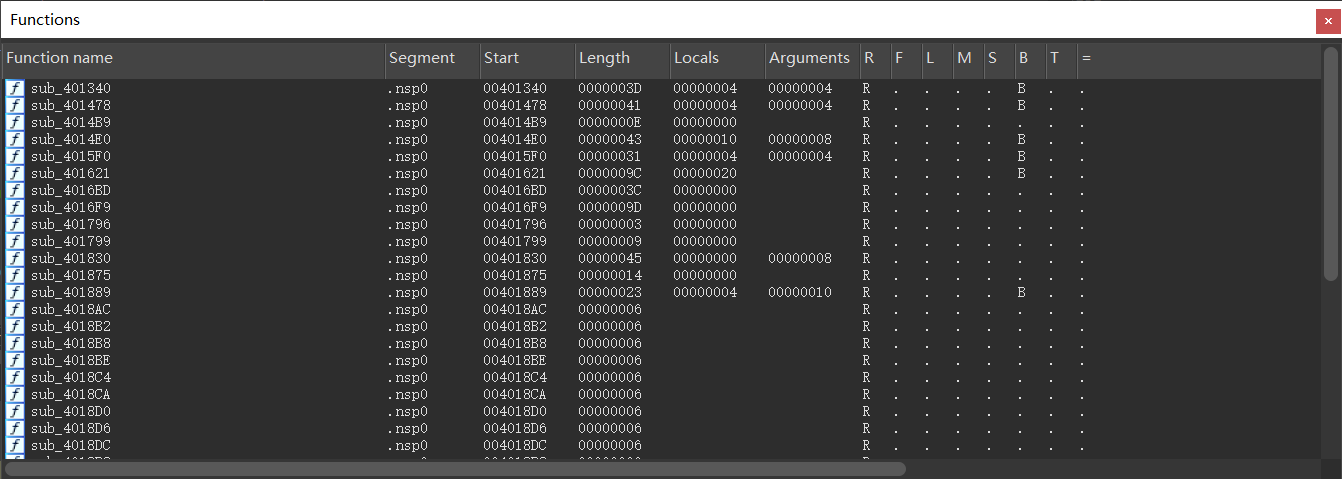 Functions
Function name Segment Start Length Locals Arguments R F L M S B T =
f sub_401340 .nsp0 00401340 0000003D 00000004 00000004 R . . . . B . .
f sub_401478 .nsp0 00401478 00000041 00000004 00000004 R . . . . B . .
f sub_4014B9 .nsp0 004014B9 0000000E 00000000 R . . . . . . .
f sub_4014E0 .nsp0 004014E0 00000043 00000010 00000008 R . . . . B . .
f sub_4015F0 .nsp0 004015F0 00000031 00000004 00000004 R . . . . B . .
f sub_401621 .nsp0 00401621 0000009C 00000020 R . . . . B . .
f sub_4016BD .nsp0 004016BD 0000003C 00000000 R . . . . . . .
f sub_4016F9 .nsp0 004016F9 0000009D 00000000 R . . . . . . .
f sub_401796 .nsp0 00401796 00000003 00000000 R . . . . . . .
f sub_401799 .nsp0 00401799 00000009 00000000 R . . . . . . .
f sub_401830 .nsp0 00401830 00000045 00000000 00000008 R . . . . . . .
f sub_401875 .nsp0 00401875 00000014 00000000 R . . . . . . .
f sub_401889 .nsp0 00401889 00000023 00000004 00000010 R . . . . B . .
f sub_4018AC .nsp0 004018AC 00000006 R . . . . . . .
f sub_4018B2 .nsp0 004018B2 00000006 R . . . . . . .
f sub_4018B8 .nsp0 004018B8 00000006 R . . . . . . .
f sub_4018BE .nsp0 004018BE 00000006 R . . . . . . .
f sub_4018C4 .nsp0 004018C4 00000006 R . . . . . . .
f sub_4018CA .nsp0 004018CA 00000006 R . . . . . . .
f sub_4018D0 .nsp0 004018D0 00000006 R . . . . . . .
f sub_4018D6 .nsp0 004018D6 00000006 R . . . . . . .
f sub_4018DC .nsp0 004018DC 00000006 R . . . . . . .